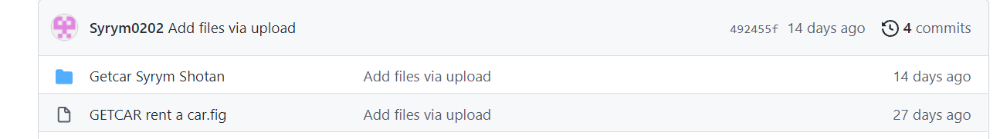 Syrym0202 Add files via upload 492455f 14 days ago 4 commits
Getcar Syrym Shotan Add files via upload 14 days ago
GETCAR rent a car.fig Add files via upload 27 days ago